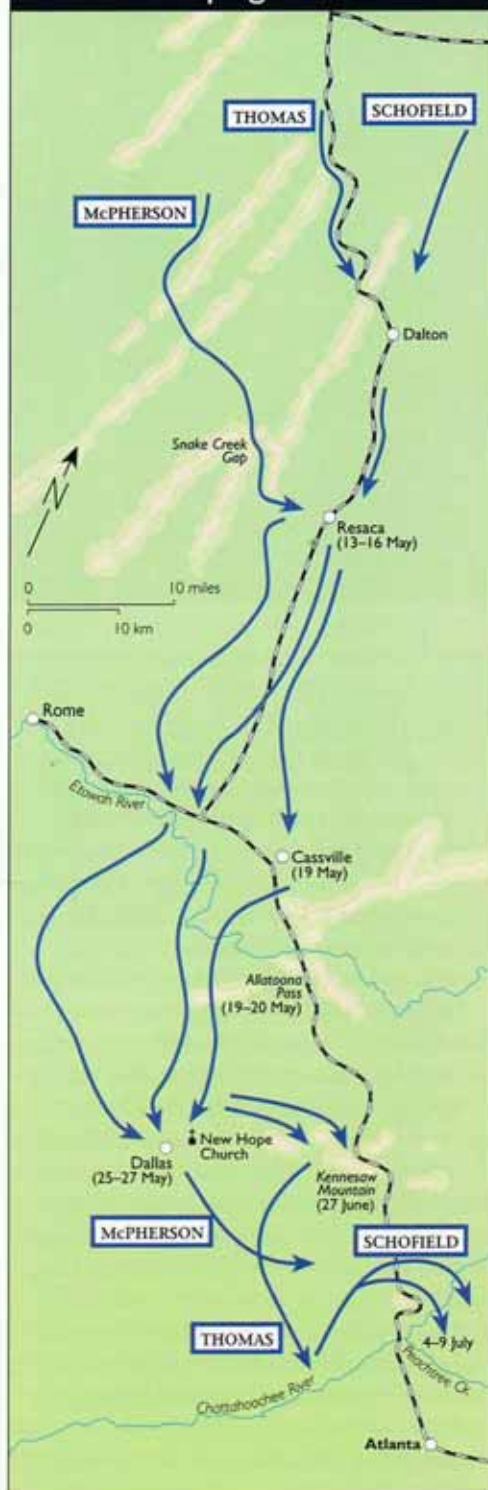 THOMAS
SCHOFIELD
McPHERSON
Dalton
Snake Creek
Gap
N
Resaca
(13–16 May)
0 10 miles
0 10 km
Rome
Etowah River
Cassville
(19 May)
Allatoona
Pass
(19–20 May)
New Hope
Church
Dallas
(25–27 May)
Kennesaw
Mountain
(27 June)
McPHERSON
SCHOFIELD
THOMAS
4–9 July
Peachtree Cr.
Chattahoochee River
Atlanta